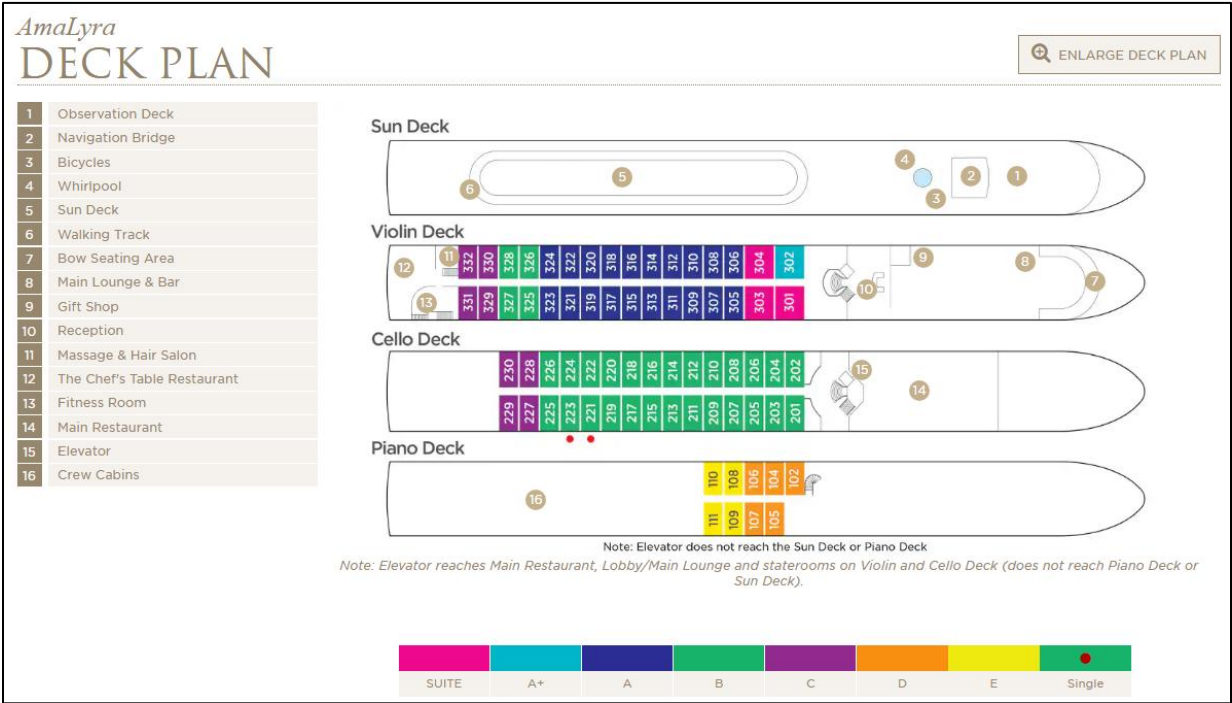 AmaLyra
DECK PLAN
ENLARGE DECK PLAN
1 Observation Deck
2 Navigation Bridge
3 Bicycles
4 Whirlpool
5 Sun Deck
6 Walking Track
7 Bow Seating Area
8 Main Lounge & Bar
9 Gift Shop
10 Reception
11 Massage & Hair Salon
12 The Chef's Table Restaurant
13 Fitness Room
14 Main Restaurant
15 Elevator
16 Crew Cabins
Sun Deck
6 5 4 3 2 1
Violin Deck
12 11 332 330 328 326 324 322 320 318 316 314 312 310 308 306 304 302 9 8
13 331 329 327 325 323 321 319 317 315 313 311 309 307 305 303 301 10 7
Cello Deck
230 228 226 224 222 220 218 216 214 212 210 208 206 204 202 15 14
229 227 225 223 221 219 217 215 213 211 209 207 205 203 201
Piano Deck
16 110 108 106 104 102
111 109 107 105
Note: Elevator does not reach the Sun Deck or Piano Deck
Note: Elevator reaches Main Restaurant, Lobby/Main Lounge and staterooms on Violin and Cello Deck (does not reach Piano Deck or
Sun Deck).
SUITE A+ A B C D E Single